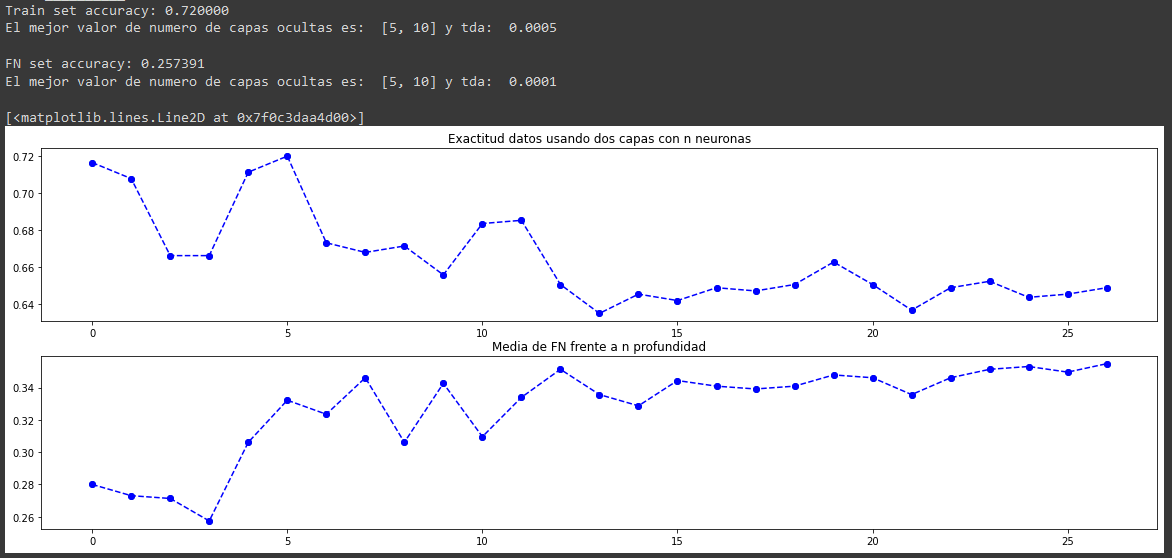 Train set accuracy: 0.720000
El mejor valor de numero de capas ocultas es:  [5, 10] y tda:  0.0005
FN set accuracy: 0.257391
El mejor valor de numero de capas ocultas es:  [5, 10] y tda:  0.0001
[<matplotlib.lines.Line2D at 0x7f0c3daa4d00>]
Exactitud datos usando dos capas con n neuronas
0.72
0.70
0.68
0.66
0.64
0 5 10 15 20 25
Media de FN frente a n profundidad
0.34
0.32
0.30
0.28
0.26
0 5 10 15 20 25